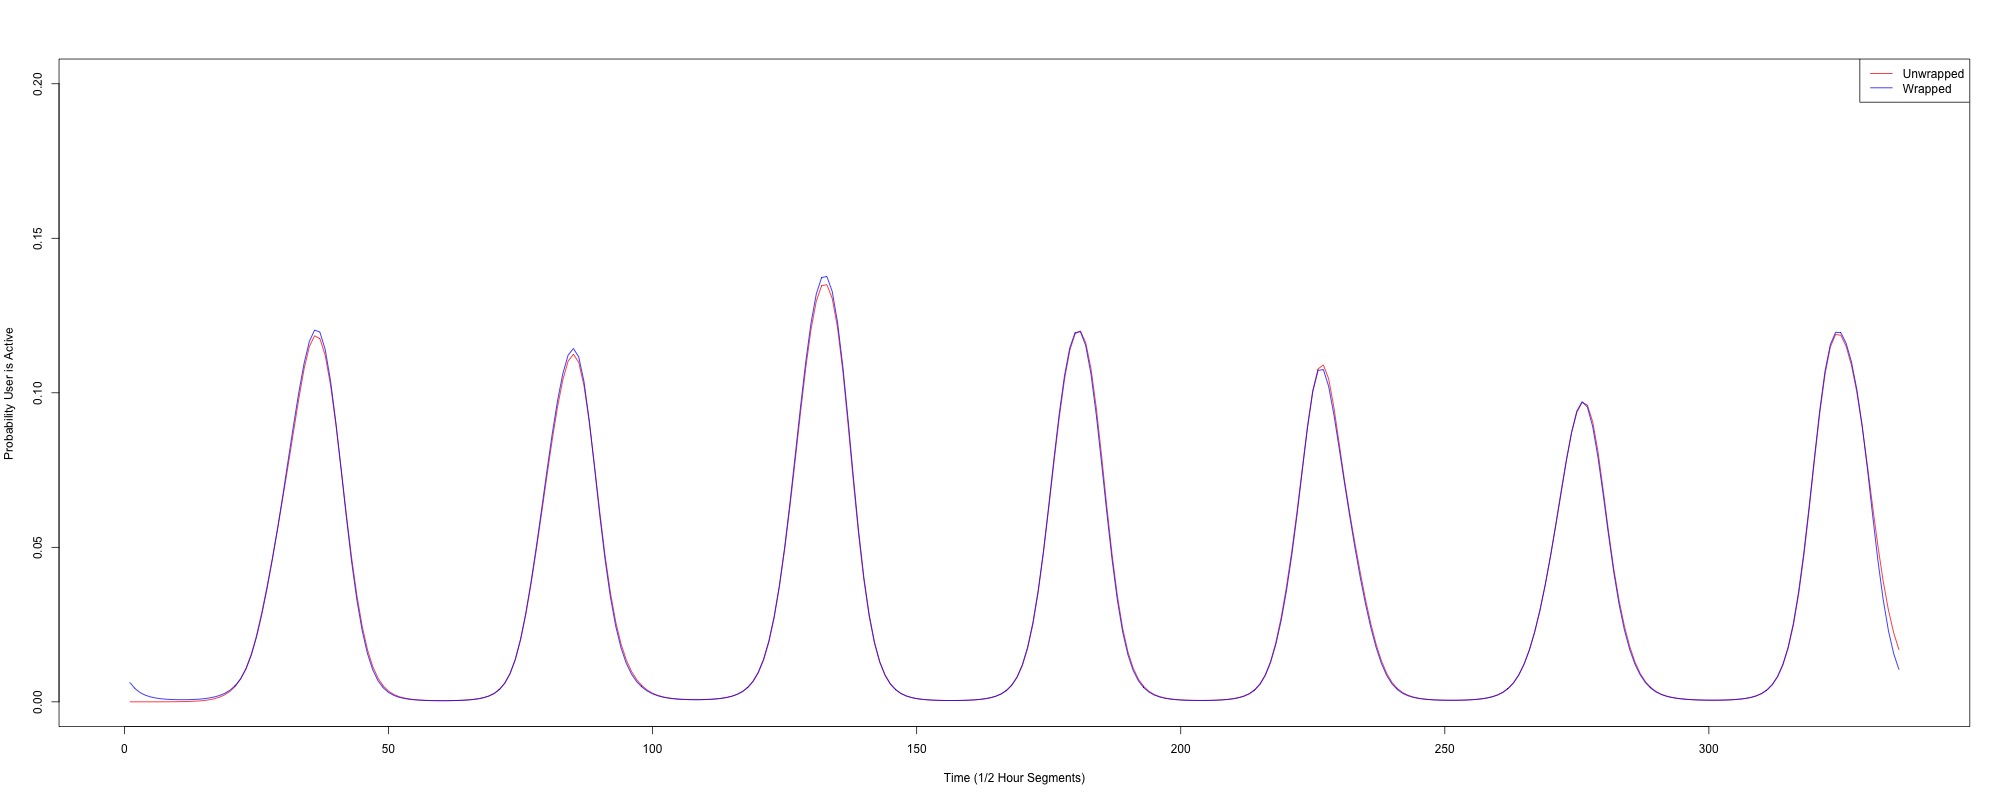 Unwrapped
Wrapped
0.20
0.15
0.10
0.05
0.00
Probability User is Active
0 50 100 150 200 250 300
Time (1/2 Hour Segments)